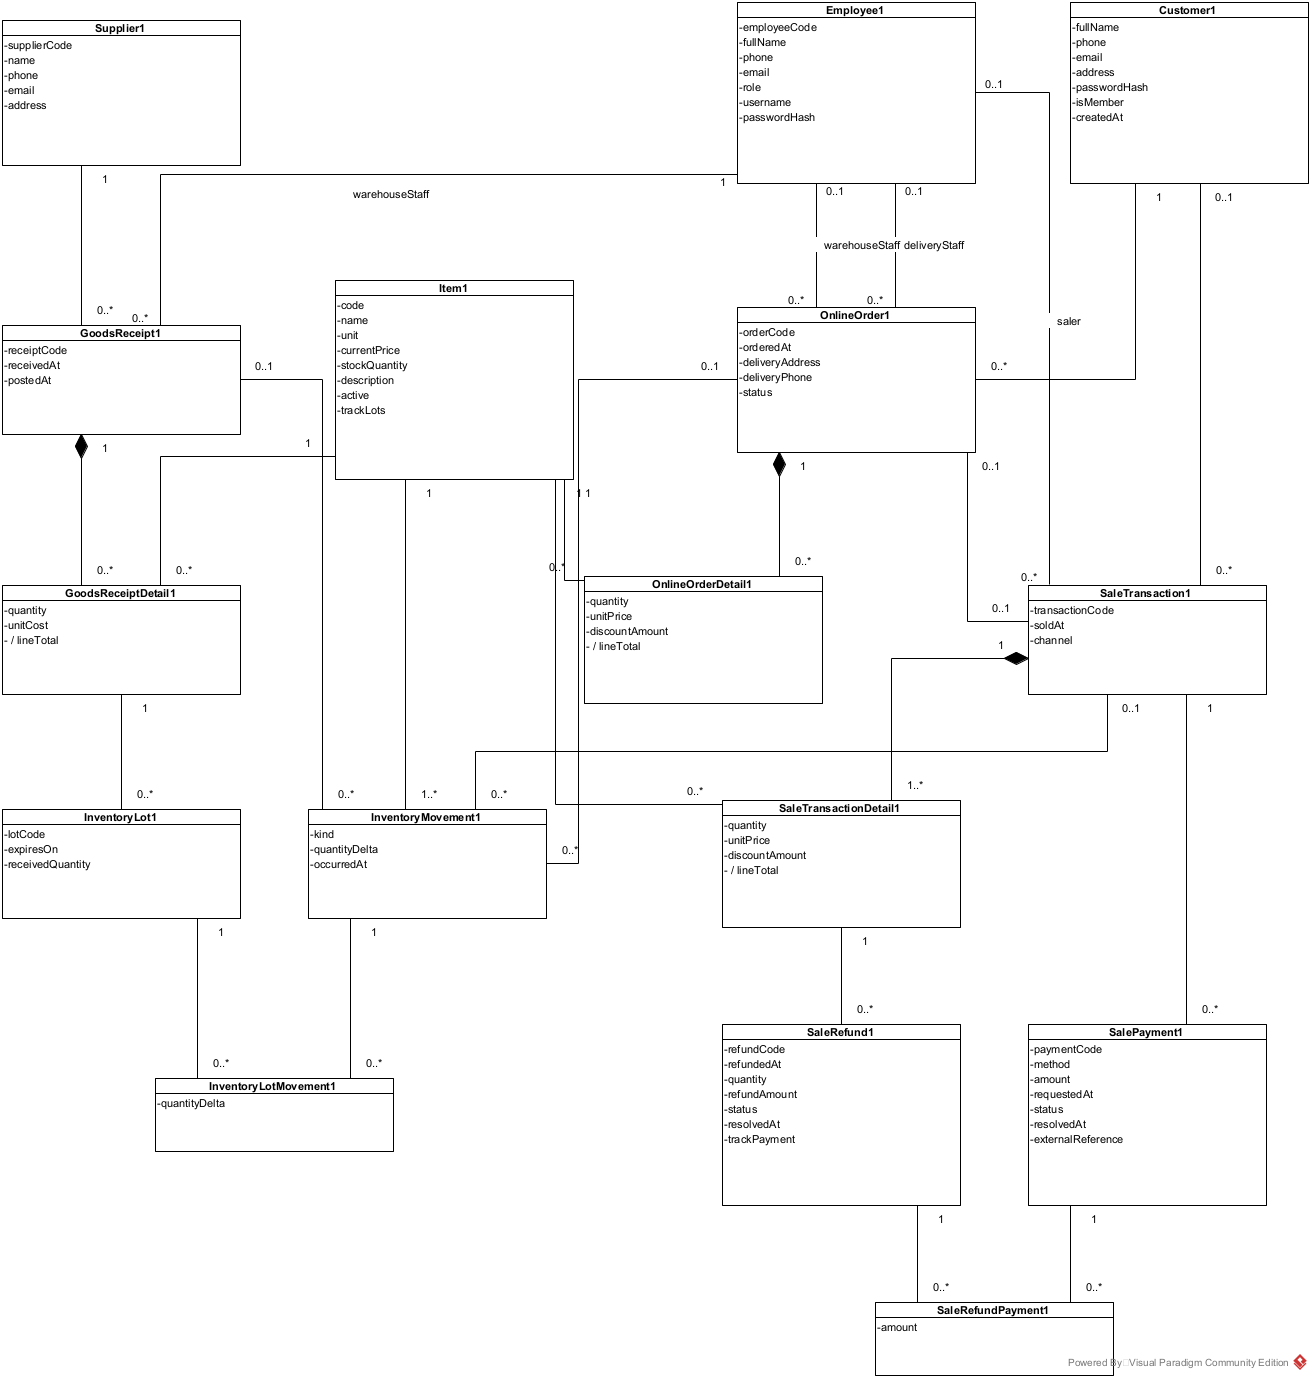 Supplier1
-supplierCode
-name
-phone
-email
-address
Employee1
-employeeCode
-fullName
-phone
-email
-role
-username
-passwordHash
Customer1
-fullName
-phone
-email
-address
-passwordHash
-isMember
-createdAt
0..1
1
1
warehouseStaff
0..1
0..1
1
0..1
warehouseStaff
deliveryStaff
0..*
0..*
0..*
0..*
saler
GoodsReceipt1
-receiptCode
-receivedAt
-postedAt
Item1
-code
-name
-unit
-currentPrice
-stockQuantity
-description
-active
-trackLots
OnlineOrder1
-orderCode
-orderedAt
-deliveryAddress
-deliveryPhone
-status
0..1
0..1
0..*
1
1
1
1
1
1
0..1
0..*
0..*
0..*
0..*
0..*
0..*
GoodsReceiptDetail1
-quantity
-unitCost
- / lineTotal
OnlineOrderDetail1
-quantity
-unitPrice
-discountAmount
- / lineTotal
SaleTransaction1
-transactionCode
-soldAt
-channel
0..1
1
1
0..1
1
0..*
0..*
1..*
0..*
0..*
1..*
InventoryLot1
-lotCode
-expiresOn
-receivedQuantity
InventoryMovement1
-kind
-quantityDelta
-occurredAt
0..*
SaleTransactionDetail1
-quantity
-unitPrice
-discountAmount
- / lineTotal
1
1
1
0..*
0..*
0..*
0..*
InventoryLotMovement1
-quantityDelta
SaleRefund1
-refundCode
-refundedAt
-quantity
-refundAmount
-status
-resolvedAt
-trackPayment
SalePayment1
-paymentCode
-method
-amount
-requestedAt
-status
-resolvedAt
-externalReference
1
1
0..*
0..*
SaleRefundPayment1
-amount
Powered By Visual Paradigm Community Edition